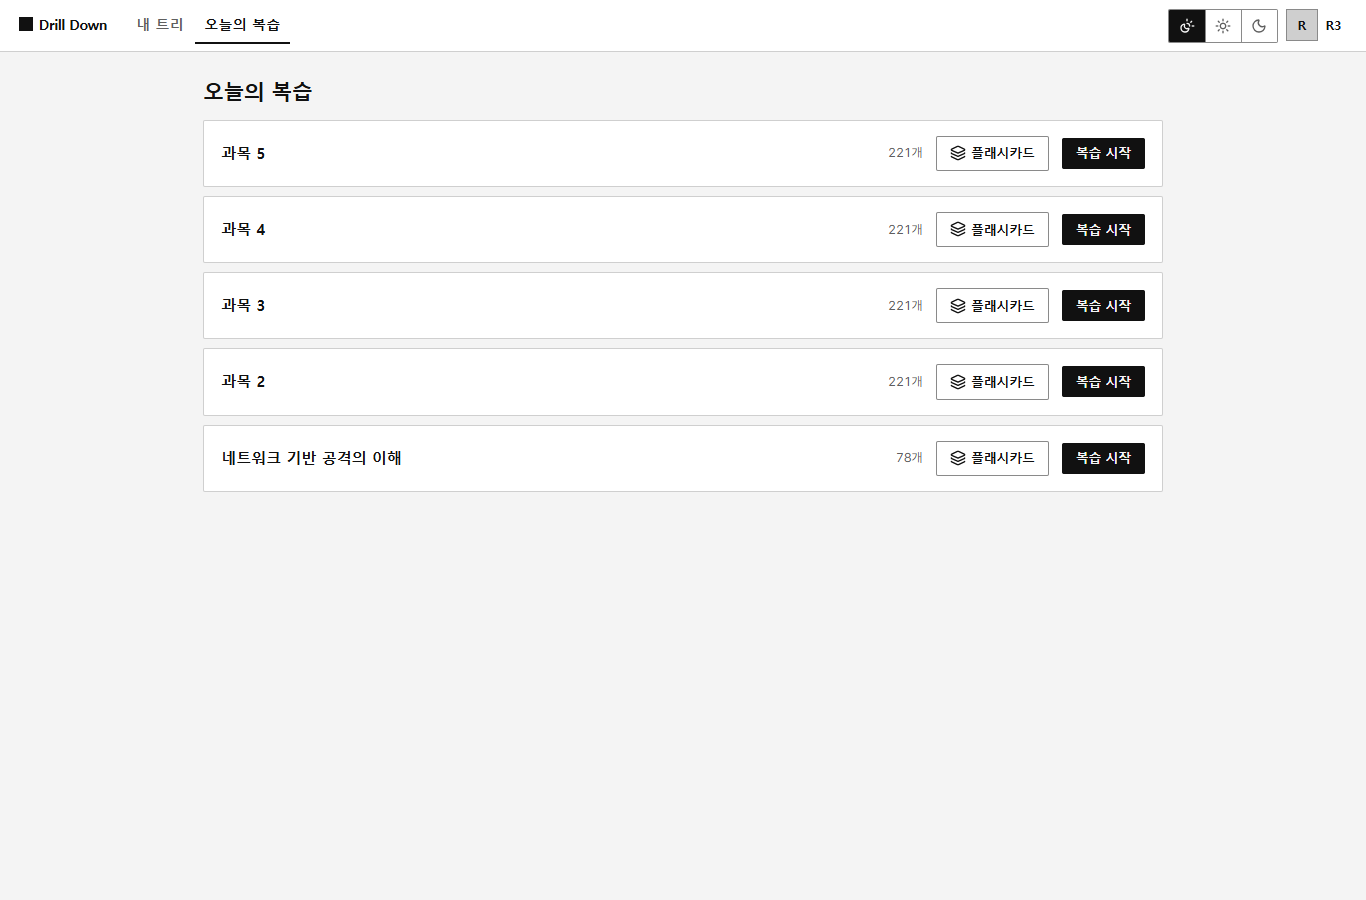 Drill Down 내 트리 오늘의 복습 R R3
오늘의 복습
과목 5 221개 플래시카드 복습 시작
과목 4 221개 플래시카드 복습 시작
과목 3 221개 플래시카드 복습 시작
과목 2 221개 플래시카드 복습 시작
네트워크 기반 공격의 이해 78개 플래시카드 복습 시작